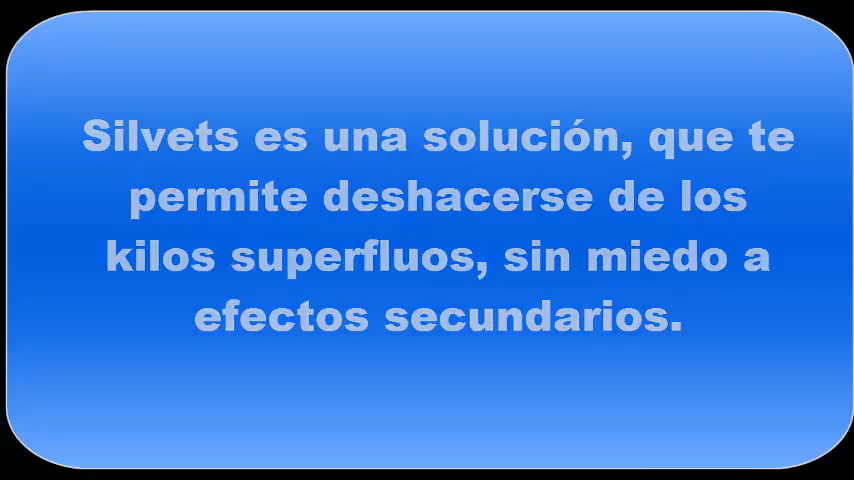 Silvets es una solución, que te
permite deshacerse de los
kilos superfluos, sin miedo a
efectos secundarios.